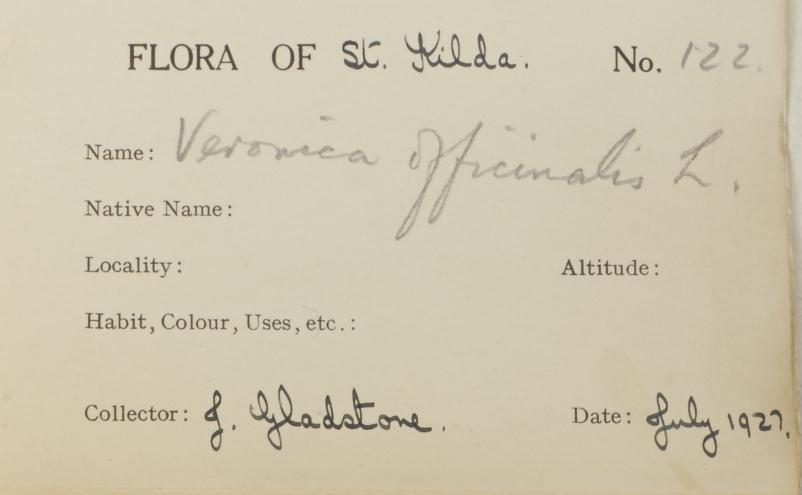 FLORA OF St. Kilda. No. 122.
Name: Veronica officinalis L.
Native Name:
Locality: Altitude:
Habit, Colour, Uses, etc.:
Collector: J. Gladstone. Date: July 1927.